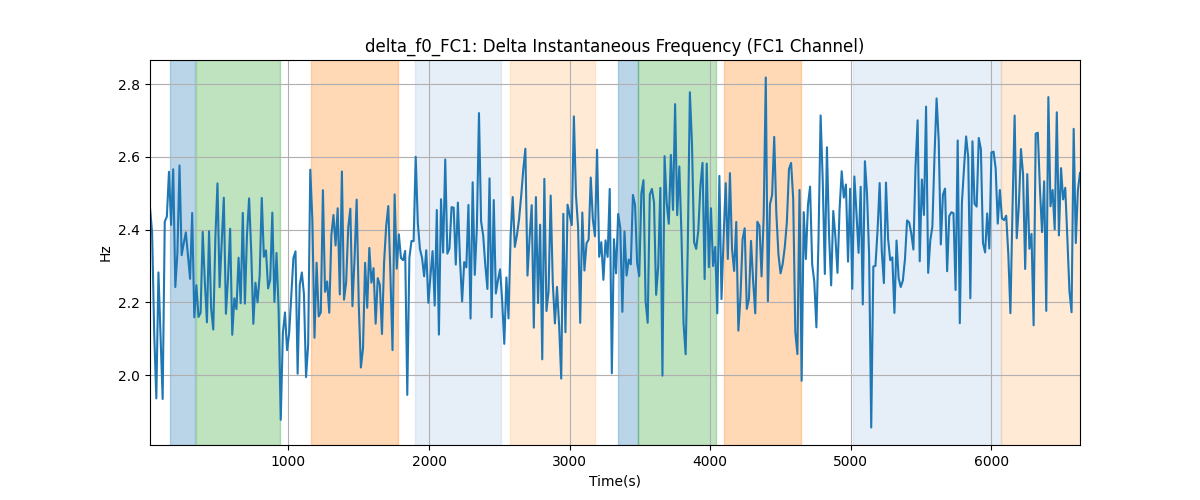 delta_f0_FC1: Delta Instantaneous Frequency (FC1 Channel)
2.8
2.6
2.4
2.2
2.0
Hz
1000 2000 3000 4000 5000 6000
Time(s)